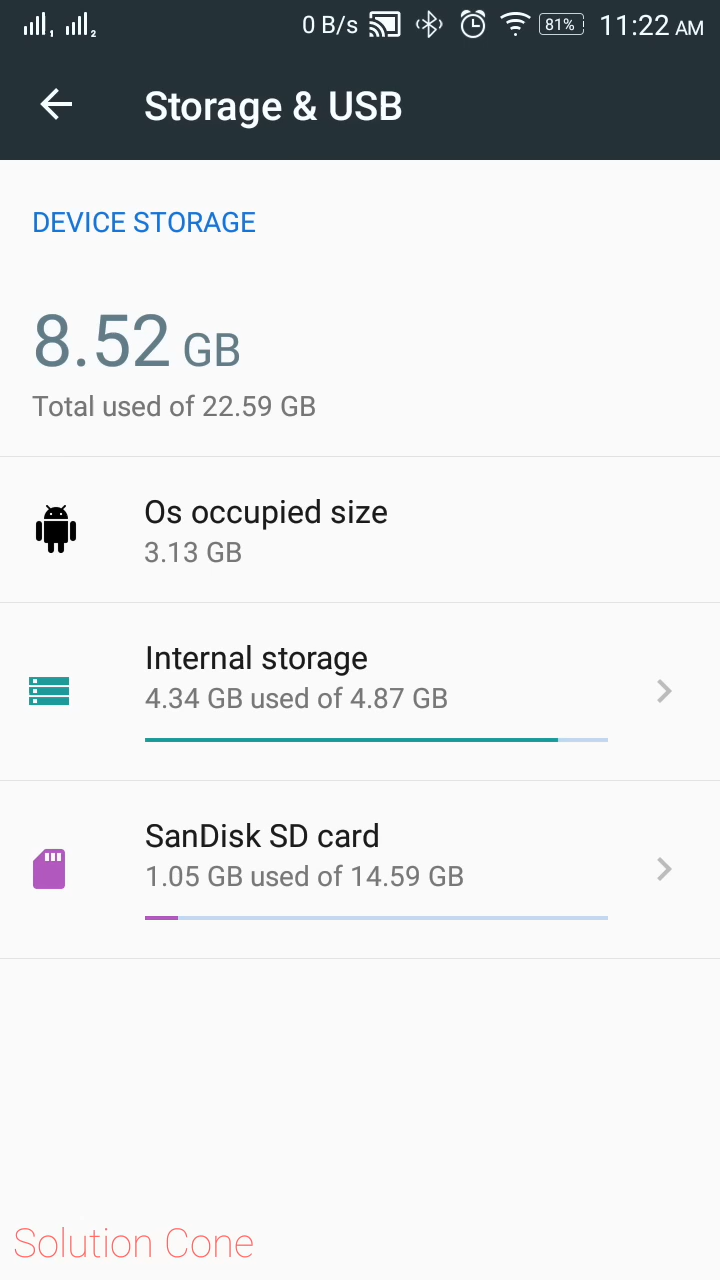 1 2 0 B/s 81% 11:22 AM
Storage & USB
DEVICE STORAGE
8.52 GB
Total used of 22.59 GB
Os occupied size
3.13 GB
Internal storage
4.34 GB used of 4.87 GB
SanDisk SD card
1.05 GB used of 14.59 GB
Solution Cone